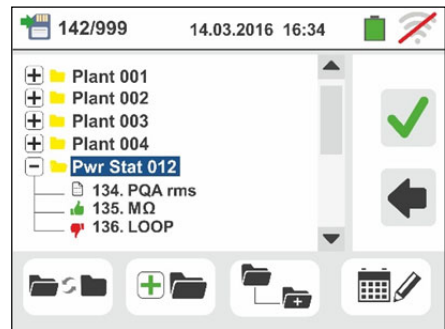 142/999 14.03.2016 16:34
Plant 001
Plant 002
Plant 003
Plant 004
Pwr Stat 012
134. PQA rms
135. MΩ
136. LOOP